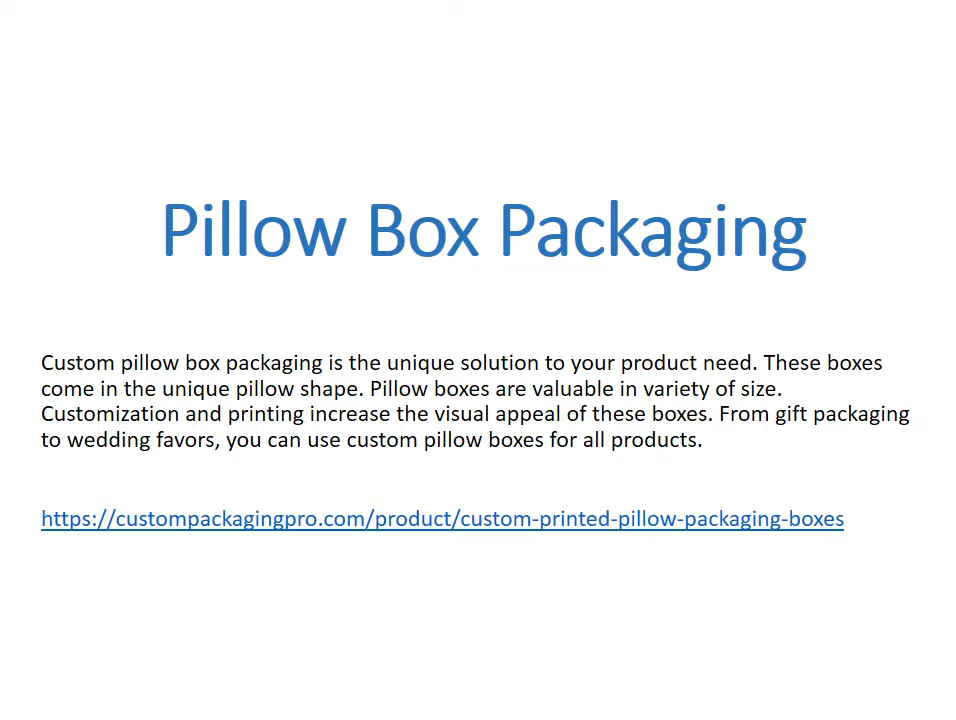 Pillow Box Packaging
Custom pillow box packaging is the unique solution to your product need. These boxes
come in the unique pillow shape. Pillow boxes are valuable in variety of size.
Customization and printing increase the visual appeal of these boxes. From gift packaging
to wedding favors, you can use custom pillow boxes for all products.
https://custompackagingpro.com/product/custom-printed-pillow-packaging-boxes